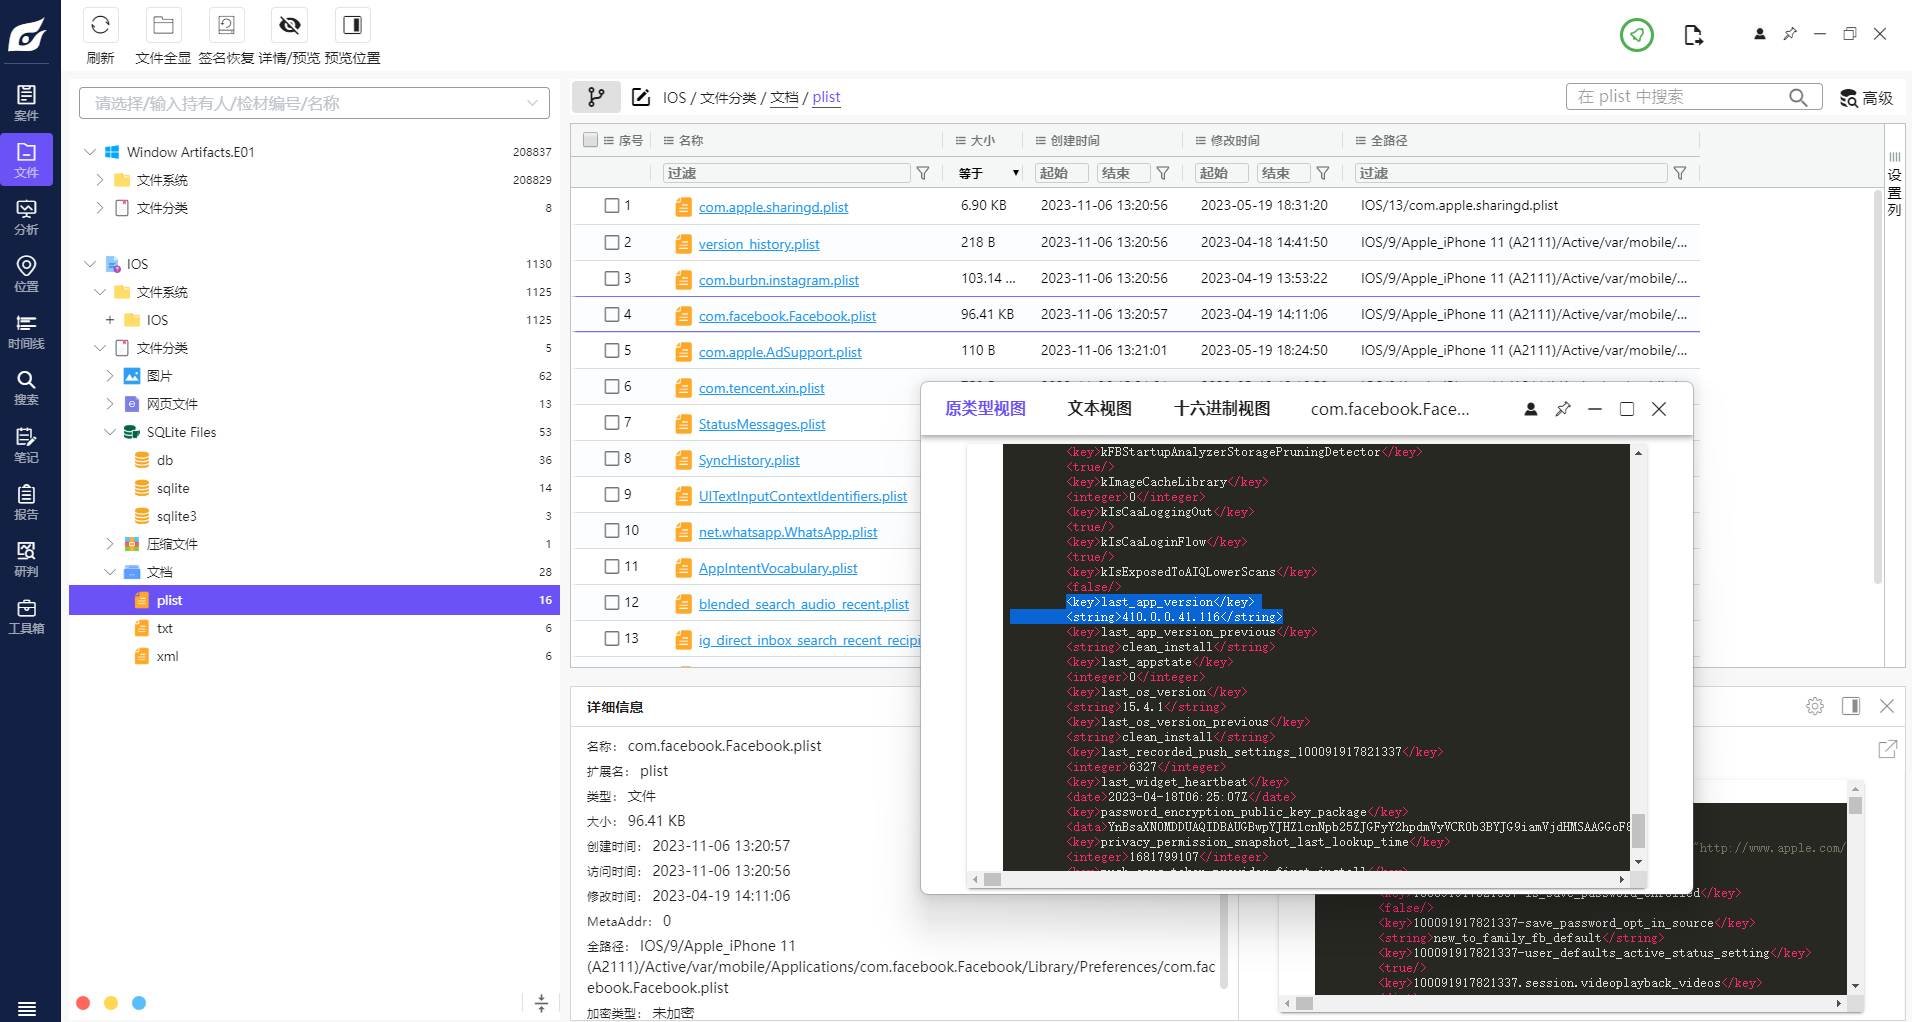 刷新
文件全显
签名恢复
详情/预览
预览位置
案件
文件
分析
位置
时间线
搜索
笔记
报告
研判
工具箱
请选择/输入持有人/检材编号/名称
Window Artifacts.E01 208837
文件系统 208829
文件分类 8
IOS 1130
文件系统 1125
+ IOS 1125
文件分类 5
图片 62
网页文件 13
SQLite Files 53
db 36
sqlite 14
sqlite3 3
压缩文件 1
文档 28
plist 16
txt 6
xml 6
IOS / 文件分类 / 文档 / plist
在 plist 中搜索
高级
序号 名称 大小 创建时间 修改时间 全路径
过滤 等于 起始 结束 起始 结束 过滤
设置列
1 com.apple.sharingd.plist 6.90 KB 2023-11-06 13:20:56 2023-05-19 18:31:20 IOS/13/com.apple.sharingd.plist
2 version_history.plist 218 B 2023-11-06 13:20:56 2023-04-18 14:41:50 IOS/9/Apple_iPhone 11 (A2111)/Active/var/mobile/...
3 com.burbn.instagram.plist 103.14 ... 2023-11-06 13:20:56 2023-04-19 13:53:22 IOS/9/Apple_iPhone 11 (A2111)/Active/var/mobile/...
4 com.facebook.Facebook.plist 96.41 KB 2023-11-06 13:20:57 2023-04-19 14:11:06 IOS/9/Apple_iPhone 11 (A2111)/Active/var/mobile/...
5 com.apple.AdSupport.plist 110 B 2023-11-06 13:21:01 2023-05-19 18:24:50 IOS/9/Apple_iPhone 11 (A2111)/Active/var/mobile/...
6 com.tencent.xin.plist
7 StatusMessages.plist
8 SyncHistory.plist
9 UITextInputContextIdentifiers.plist
10 net.whatsapp.WhatsApp.plist
11 AppIntentVocabulary.plist
12 blended_search_audio_recent.plist
13 ig_direct_inbox_search_recent_recipi
原类型视图 文本视图 十六进制视图 com.facebook.Face...
<key>kFBStartupAnalyzerStoragePruningDetector</key>
<true/>
<key>kImageCacheLibrary</key>
<integer>0</integer>
<key>kIsCaaLoggingOut</key>
<true/>
<key>kIsCaaLoginFlow</key>
<true/>
<key>kIsExposedToAIQLowerScans</key>
<false/>
<key>last_app_version</key>
<string>410.0.0.41.116</string>
<key>last_app_version_previous</key>
<string>clean_install</string>
<key>last_appstate</key>
<integer>0</integer>
<key>last_os_version</key>
<string>15.4.1</string>
<key>last_os_version_previous</key>
<string>clean_install</string>
<key>last_recorded_push_settings_100091917821337</key>
<integer>6327</integer>
<key>last_widget_heartbeat</key>
<date>2023-04-18T06:25:07Z</date>
<key>password_encryption_public_key_package</key>
<key>privacy_permission_snapshot_last_lookup_time</key>
<integer>1681799107</integer>
详细信息
名称: com.facebook.Facebook.plist
扩展名: plist
类型: 文件
大小: 96.41 KB
创建时间: 2023-11-06 13:20:57
访问时间: 2023-11-06 13:20:56
修改时间: 2023-04-19 14:11:06
MetaAddr: 0
全路径: IOS/9/Apple_iPhone 11
(A2111)/Active/var/mobile/Applications/com.facebook.Facebook/Library/Preferences/com.fac
ebook.Facebook.plist
加密类型: 未加密
"http://www.apple.com/
<false/>
<key>100091917821337-save_password_opt_in_source</key>
<string>new_to_family_fb_default</string>
<key>100091917821337-user_defaults_active_status_setting</key>
<true/>
<key>100091917821337.session.videoplayback_videos</key>